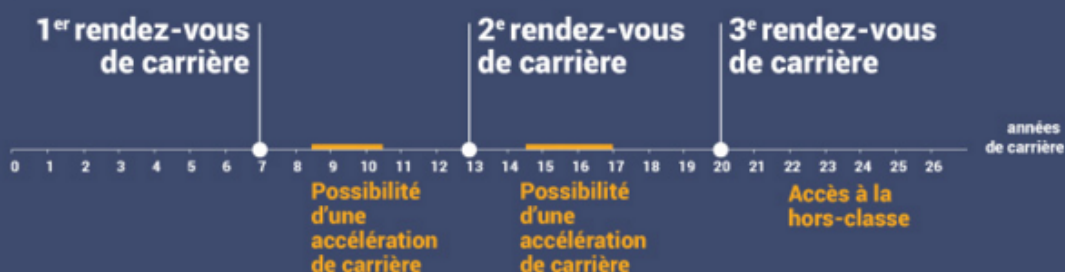 1er rendez-vous
de carrière
2e rendez-vous
de carrière
3e rendez-vous
de carrière
années
de carrière
0 1 2 3 4 5 6 7 8 9 10 11 12 13 14 15 16 17 18 19 20 21 22 23 24 25 26
Possibilité
d'une
accélération
de carrière
Possibilité
d'une
accélération
de carrière
Accès à la
hors-classe